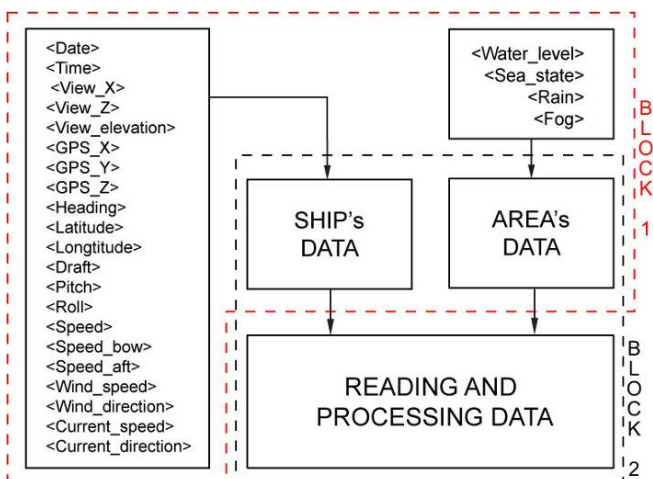 <Date>
<Time>
<View_X>
<View_Z>
<View_elevation>
<GPS_X>
<GPS_Y>
<GPS_Z>
<Heading>
<Latitude>
<Longtitude>
<Draft>
<Pitch>
<Roll>
<Speed>
<Speed_bow>
<Speed_aft>
<Wind_speed>
<Wind_direction>
<Current_speed>
<Current_direction>
<Water_level>
<Sea_state>
<Rain>
<Fog>
SHIP's
DATA
AREA's
DATA
READING AND
PROCESSING DATA
BLOCK 1
BLOCK 2